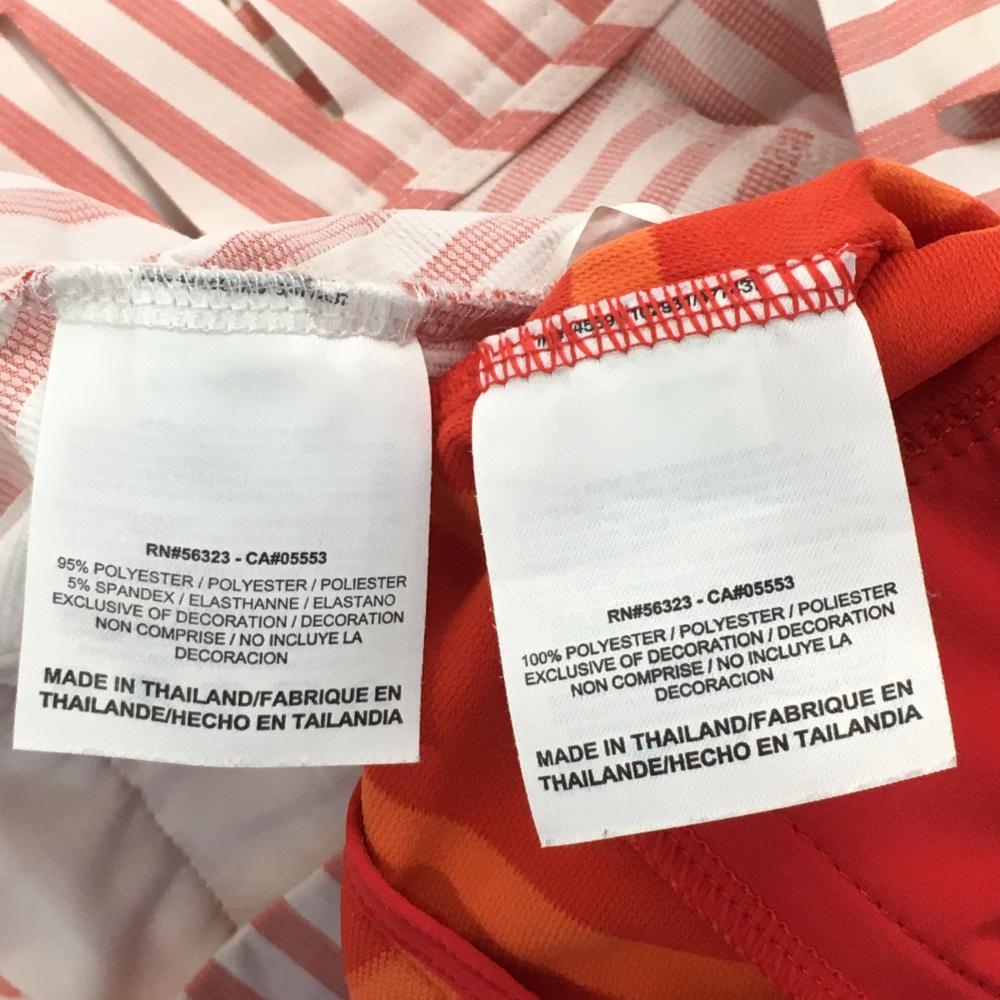 RN#56323 - CA#05553
95% POLYESTER / POLYESTER / POLIESTER
5% SPANDEX / ELASTHANNE / ELASTANO
EXCLUSIVE OF DECORATION / DECORATION
NON COMPRISE / NO INCLUYE LA
DECORACION
MADE IN THAILAND/FABRIQUE EN
THAILANDE/HECHO EN TAILANDIA
RN#56323 - CA#05553
100% POLYESTER / POLYESTER / POLIESTER
EXCLUSIVE OF DECORATION / DECORATION
NON COMPRISE / NO INCLUYE LA
DECORACION
MADE IN THAILAND/FABRIQUE EN
THAILANDE/HECHO EN TAILANDIA